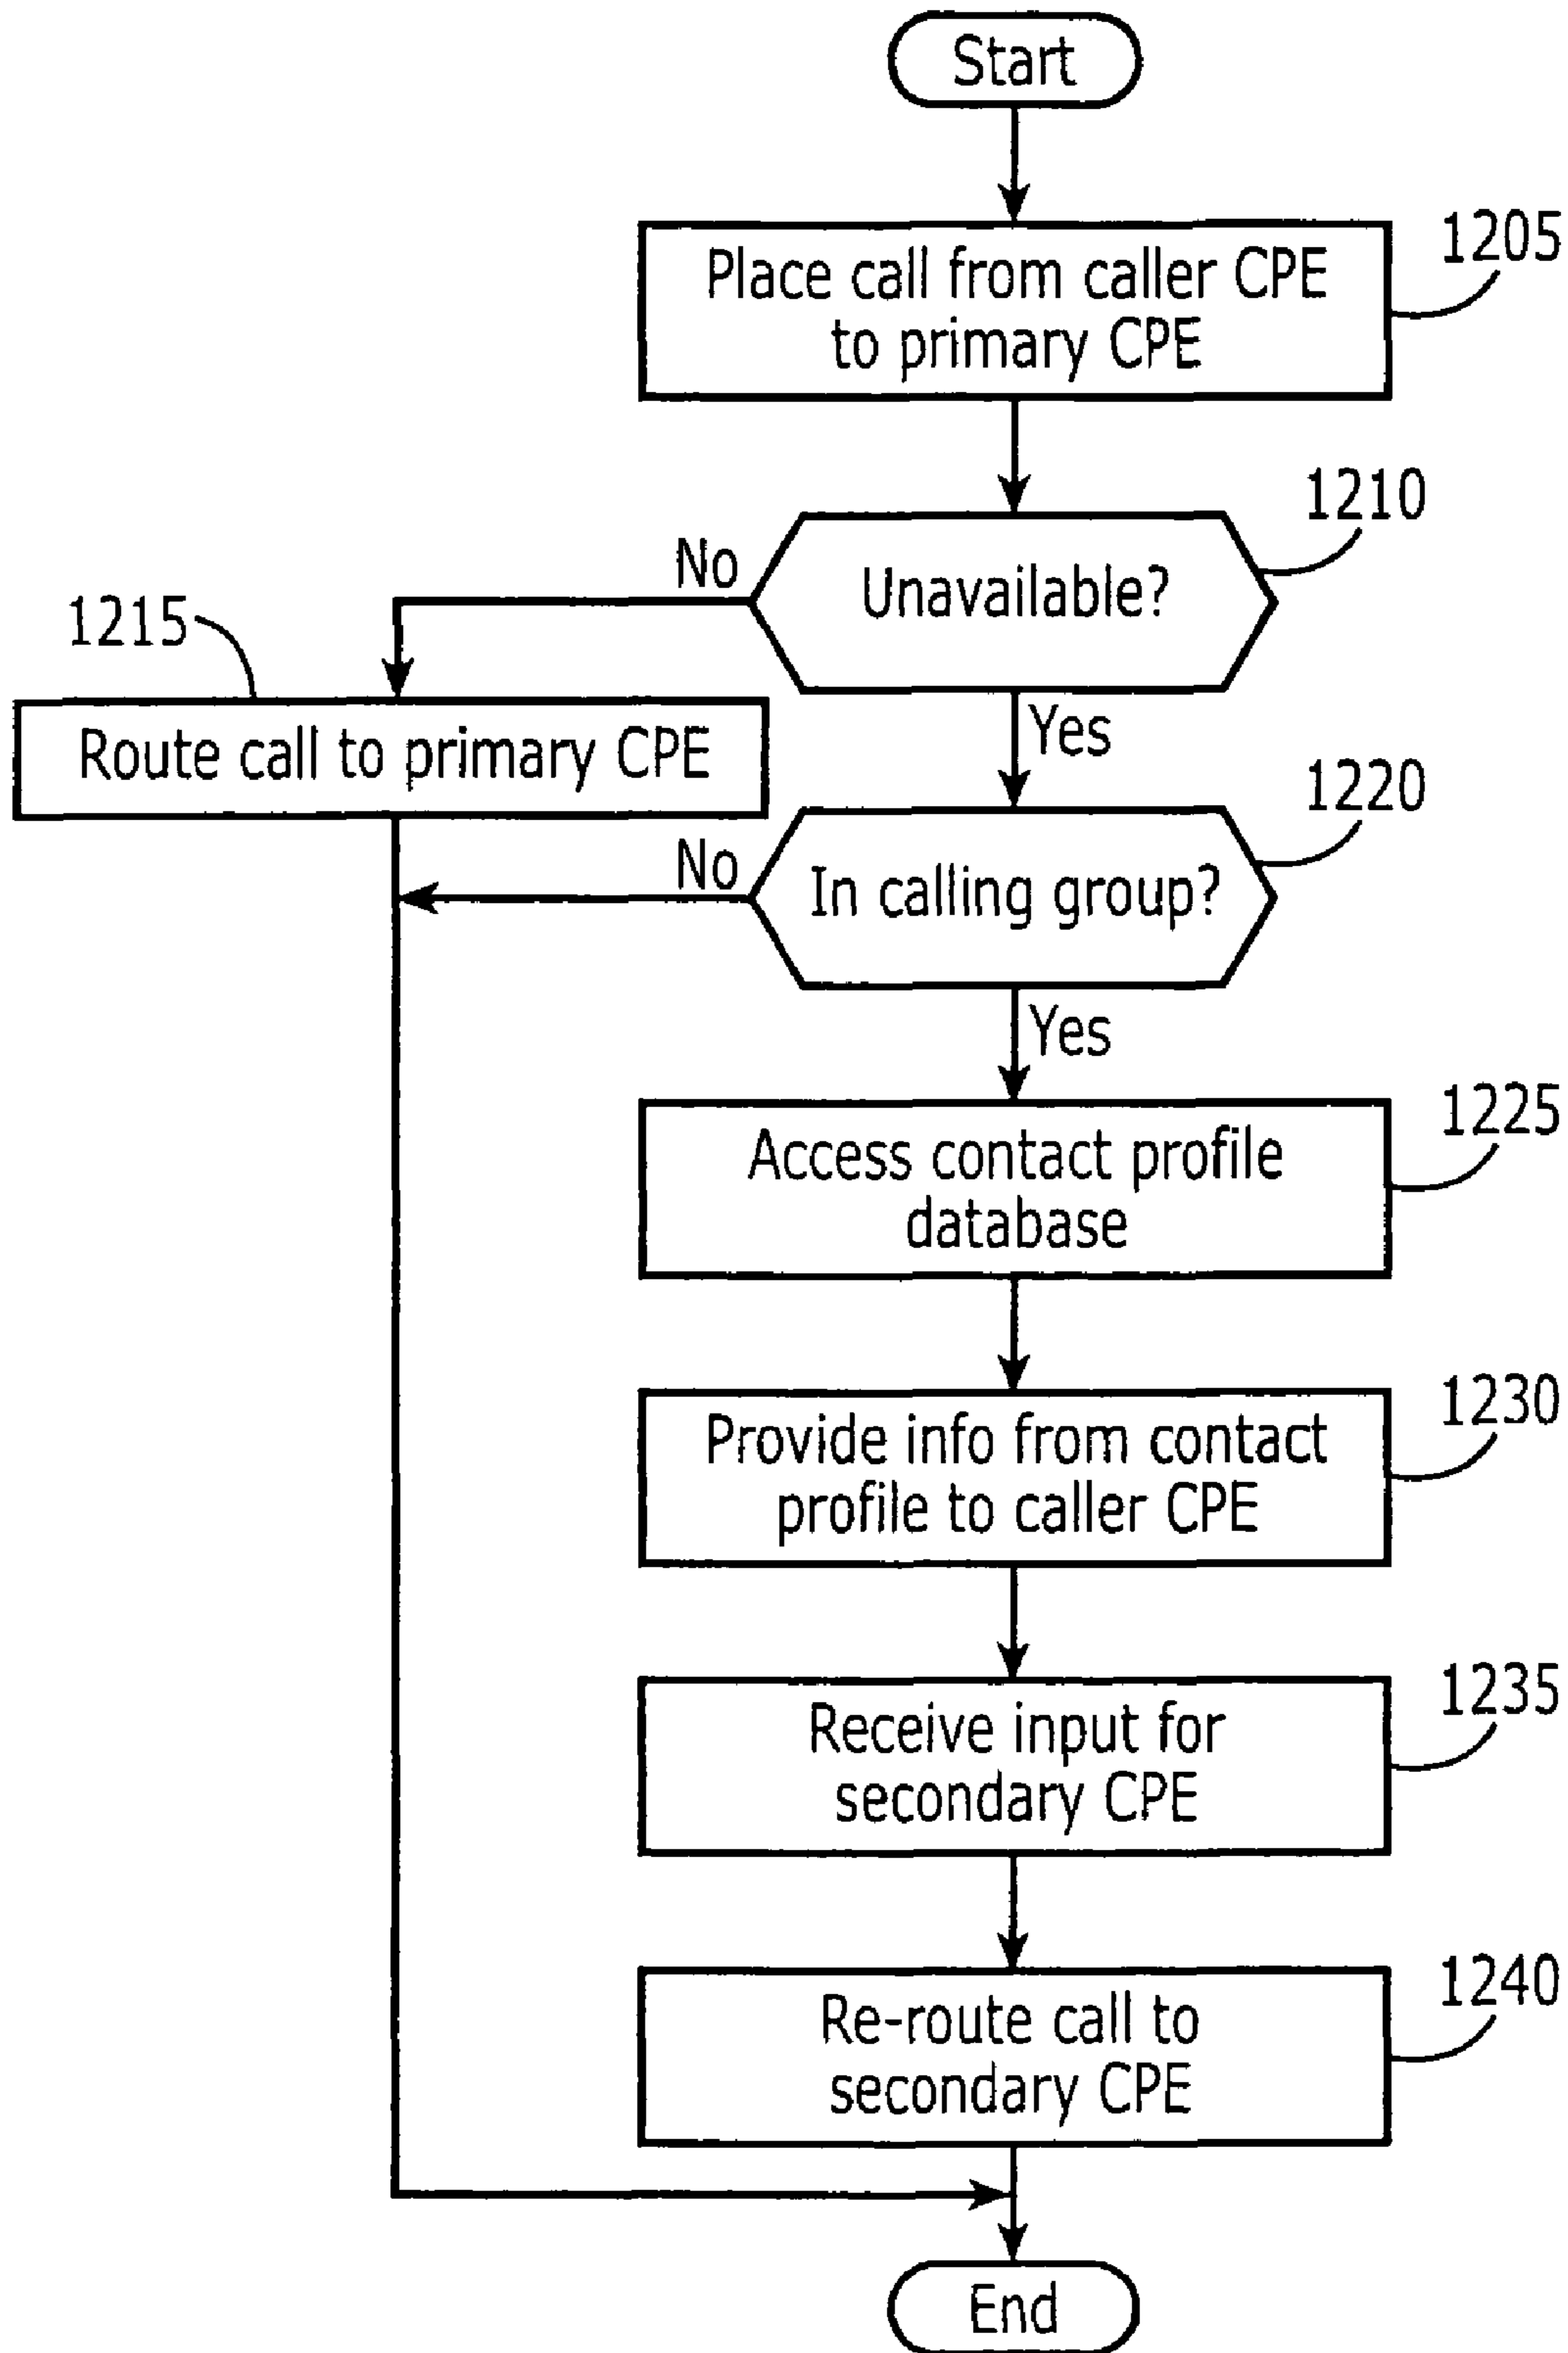 Start
Place call from caller CPE
to primary CPE
1205
Unavailable?
1210
No
Yes
1215
Route call to primary CPE
In calling group?
1220
No
Yes
Access contact profile
database
1225
Provide info from contact
profile to caller CPE
1230
Receive input for
secondary CPE
1235
Re-route call to
secondary CPE
1240
End